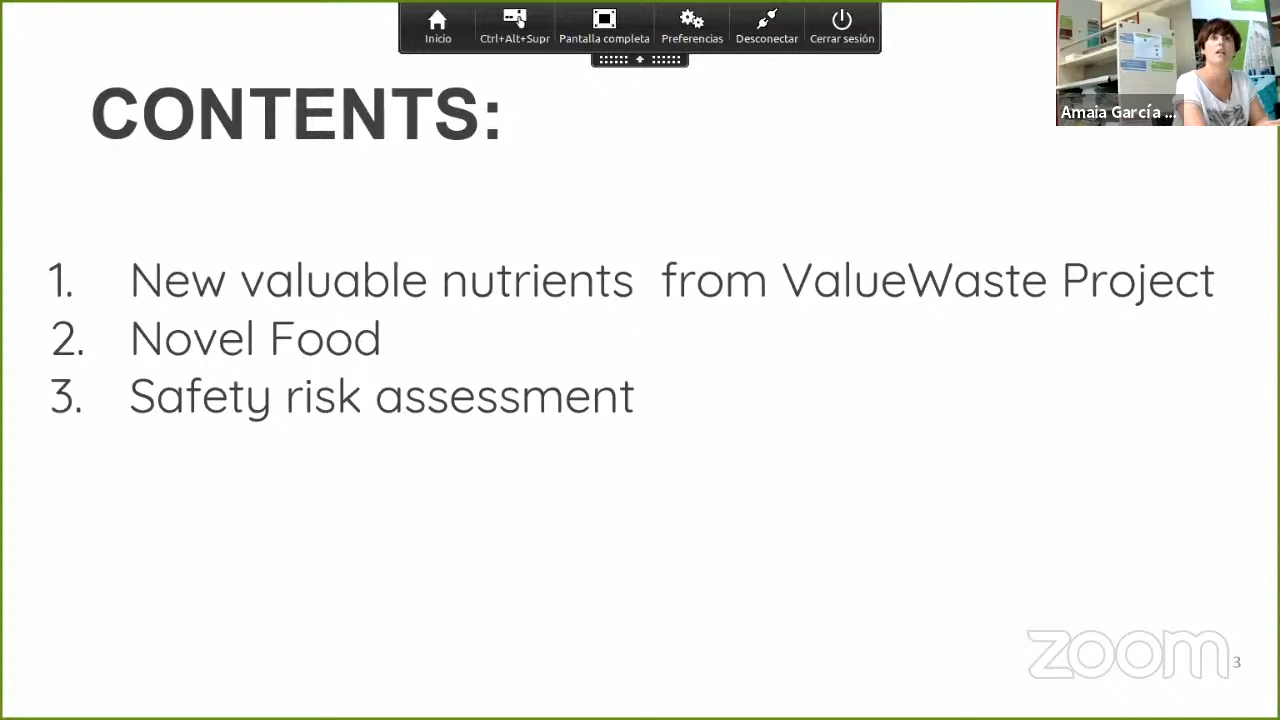 Inicio
Ctrl+Alt+Supr
Pantalla completa
Preferencias
Desconectar
Cerrar sesión
Amaia García ...
CONTENTS:
1. New valuable nutrients  from ValueWaste Project
2. Novel Food
3. Safety risk assessment
zoom
3